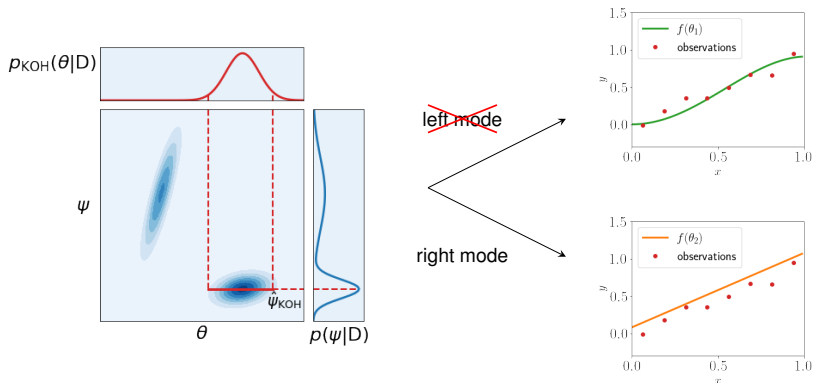 p_KOH(θ|D)
ψ
ψ̂_KOH
θ
p(ψ|D)
left mode
right mode
1.5
1.0
0.5
0.0
y
f(θ₁)
observations
0.0
0.5
1.0
x
1.5
1.0
0.5
0.0
y
f(θ₂)
observations
0.0
0.5
1.0
x